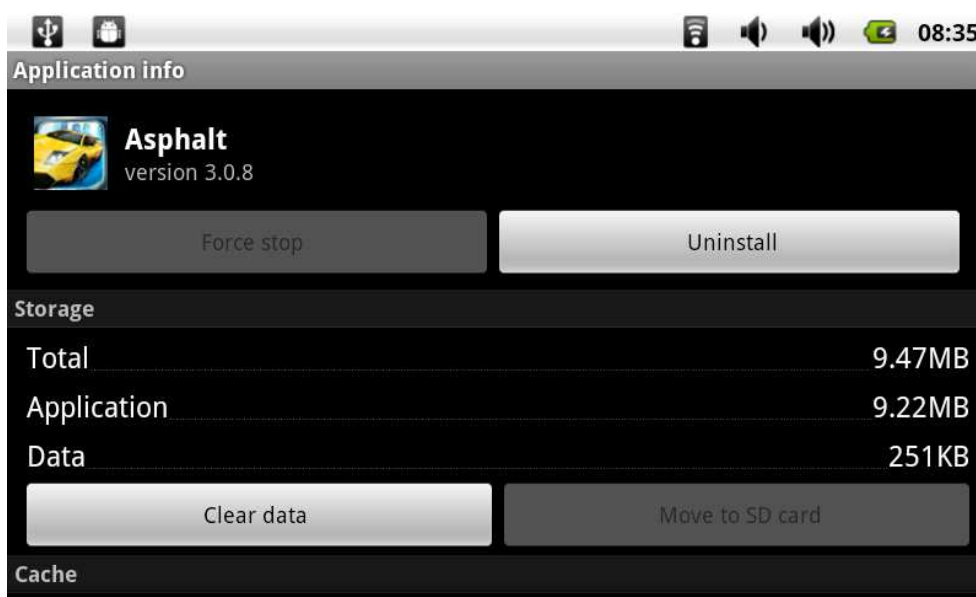 08:35
Application info
Asphalt
version 3.0.8
Force stop
Uninstall
Storage
Total 9.47MB
Application 9.22MB
Data 251KB
Clear data
Move to SD card
Cache